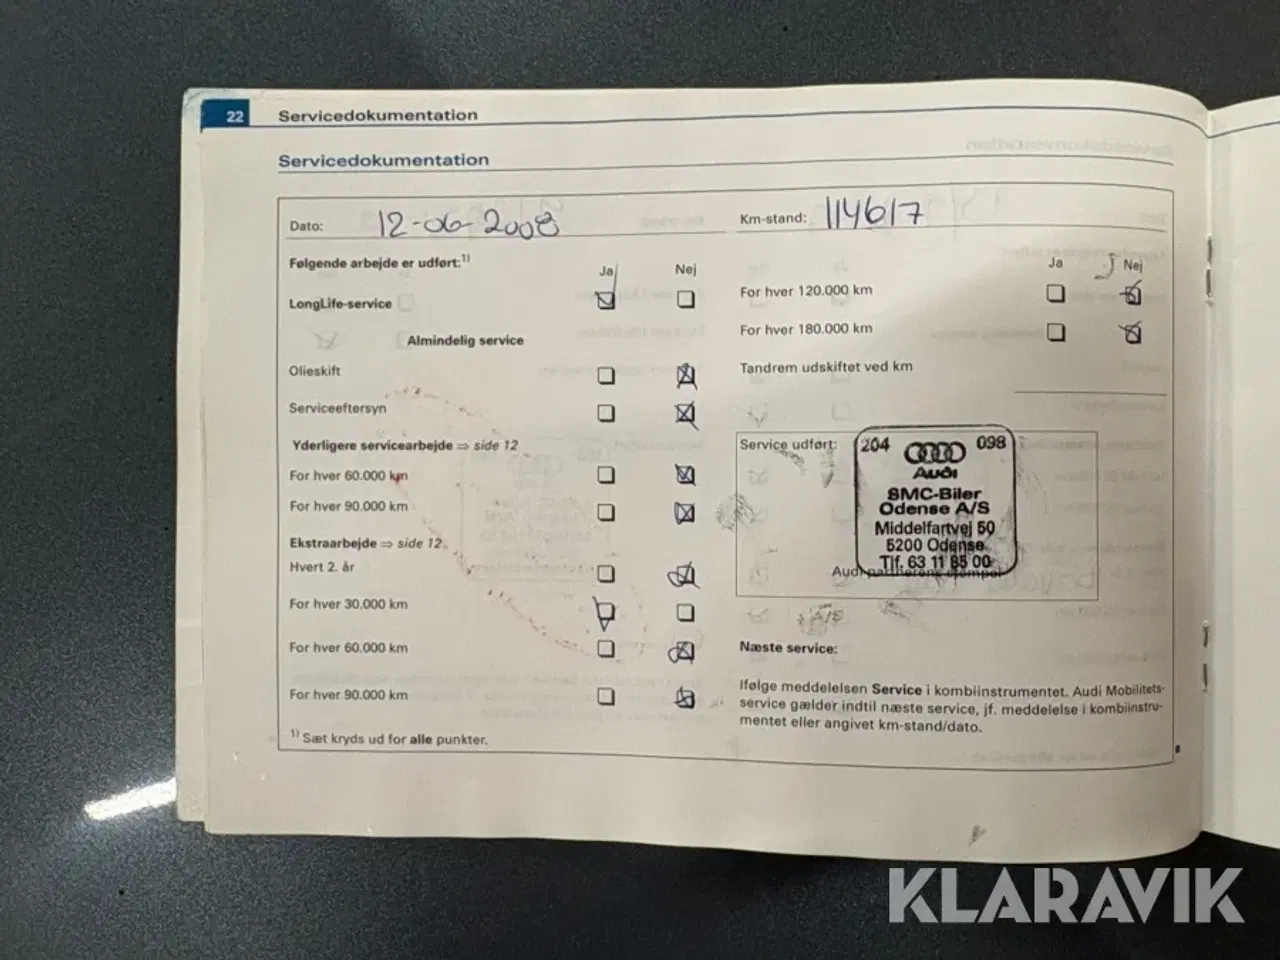 22 Servicedokumentation
Servicedokumentation
Dato: 12-06-2008
Km-stand: 114617
Følgende arbejde er udført:1)
Ja Nej
LongLife-service
Almindelig service
Olieskift
Serviceeftersyn
Yderligere servicearbejde ⇒ side 12
For hver 60.000 km
For hver 90.000 km
Ekstraarbejde ⇒ side 12
Hvert 2. år
For hver 30.000 km
For hver 60.000 km
For hver 90.000 km
1) Sæt kryds ud for alle punkter.
Ja Nej
For hver 120.000 km
For hver 180.000 km
Tandrem udskiftet ved km
Service udført:
204 098
Audi
SMC-Biler
Odense A/S
Middelfartvej 50
5200 Odense
Tlf. 63 11 85 00
Audi partnerens stempel
Næste service:
Ifølge meddelelsen Service i kombiinstrumentet. Audi Mobilitets-
service gælder indtil næste service, jf. meddelelse i kombiinstru-
mentet eller angivet km-stand/dato.
KLARAVIK